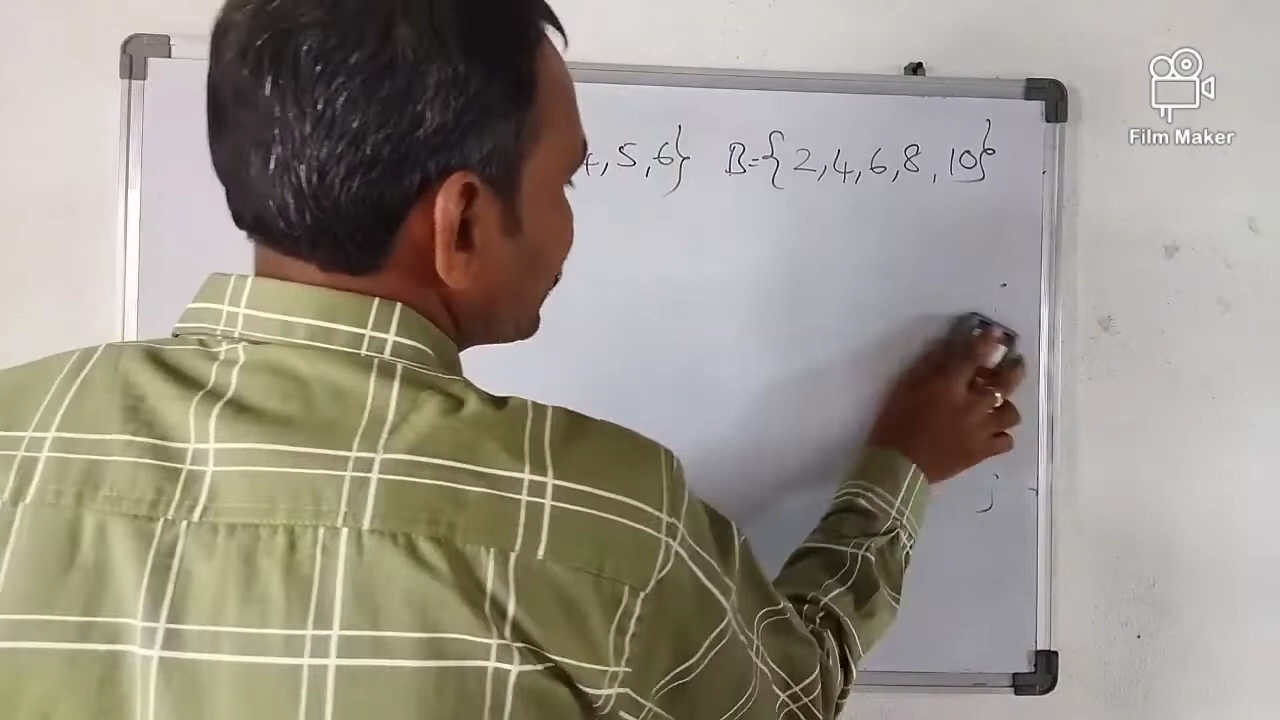 4, 5, 6} B={2, 4, 6, 8, 10}
Film Maker